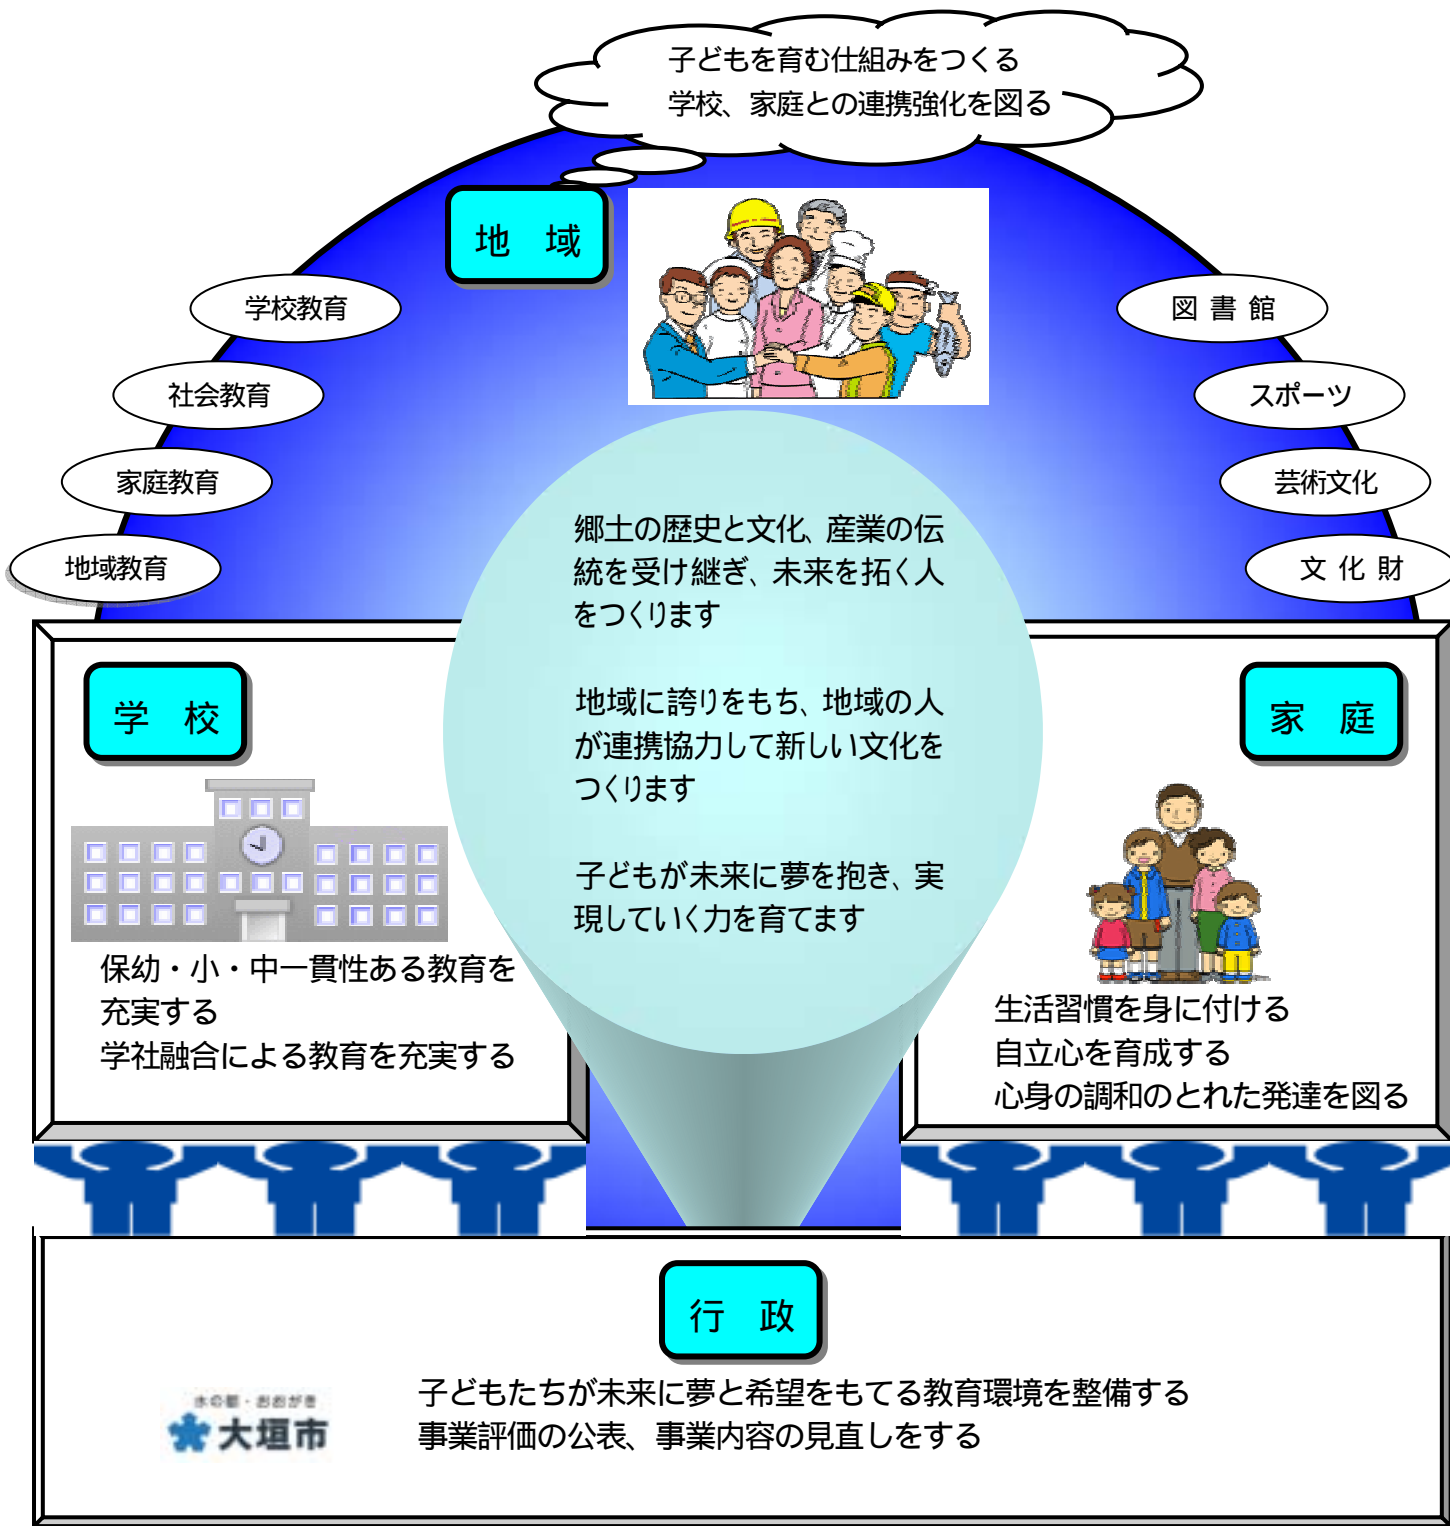 子どもを育む仕組みをつくる
学校、家庭との連携強化を図る
地 域
学校教育
社会教育
家庭教育
地域教育
図 書 館
スポーツ
芸術文化
文 化 財
郷土の歴史と文化、産業の伝
統を受け継ぎ、未来を拓く人
をつくります
地域に誇りをもち、地域の人
が連携協力して新しい文化を
つくります
子どもが未来に夢を抱き、実
現していく力を育てます
学 校
保幼・小・中一貫性ある教育を
充実する
学社融合による教育を充実する
家 庭
生活習慣を身に付ける
自立心を育成する
心身の調和のとれた発達を図る
行 政
水の都・おおがき
大垣市
子どもたちが未来に夢と希望をもてる教育環境を整備する
事業評価の公表、事業内容の見直しをする